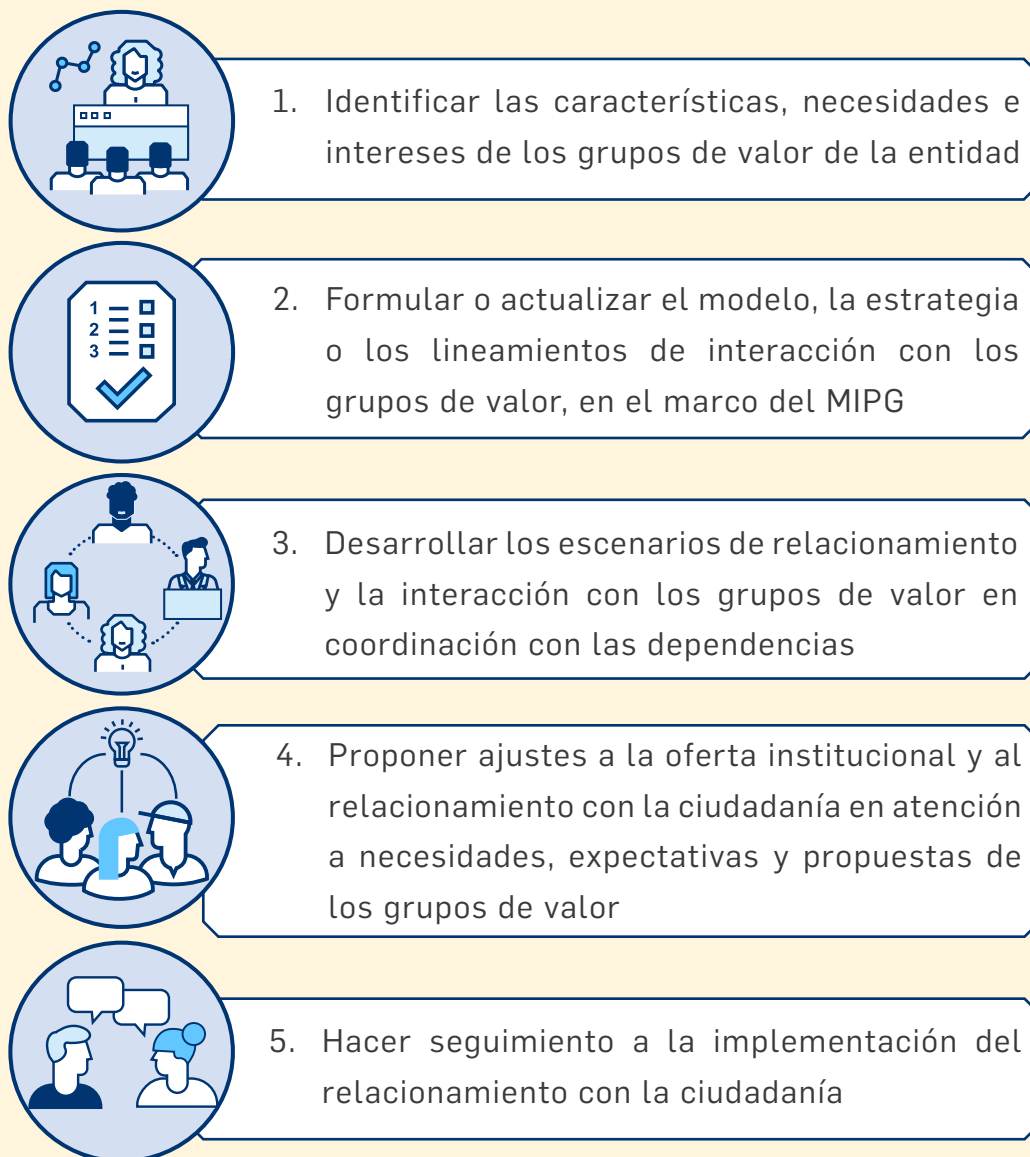 1. Identificar las características, necesidades e
intereses de los grupos de valor de la entidad
1
2
3
2. Formular o actualizar el modelo, la estrategia
o los lineamientos de interacción con los
grupos de valor, en el marco del MIPG
3. Desarrollar los escenarios de relacionamiento
y la interacción con los grupos de valor en
coordinación con las dependencias
4. Proponer ajustes a la oferta institucional y al
relacionamiento con la ciudadanía en atención
a necesidades, expectativas y propuestas de
los grupos de valor
5. Hacer seguimiento a la implementación del
relacionamiento con la ciudadanía